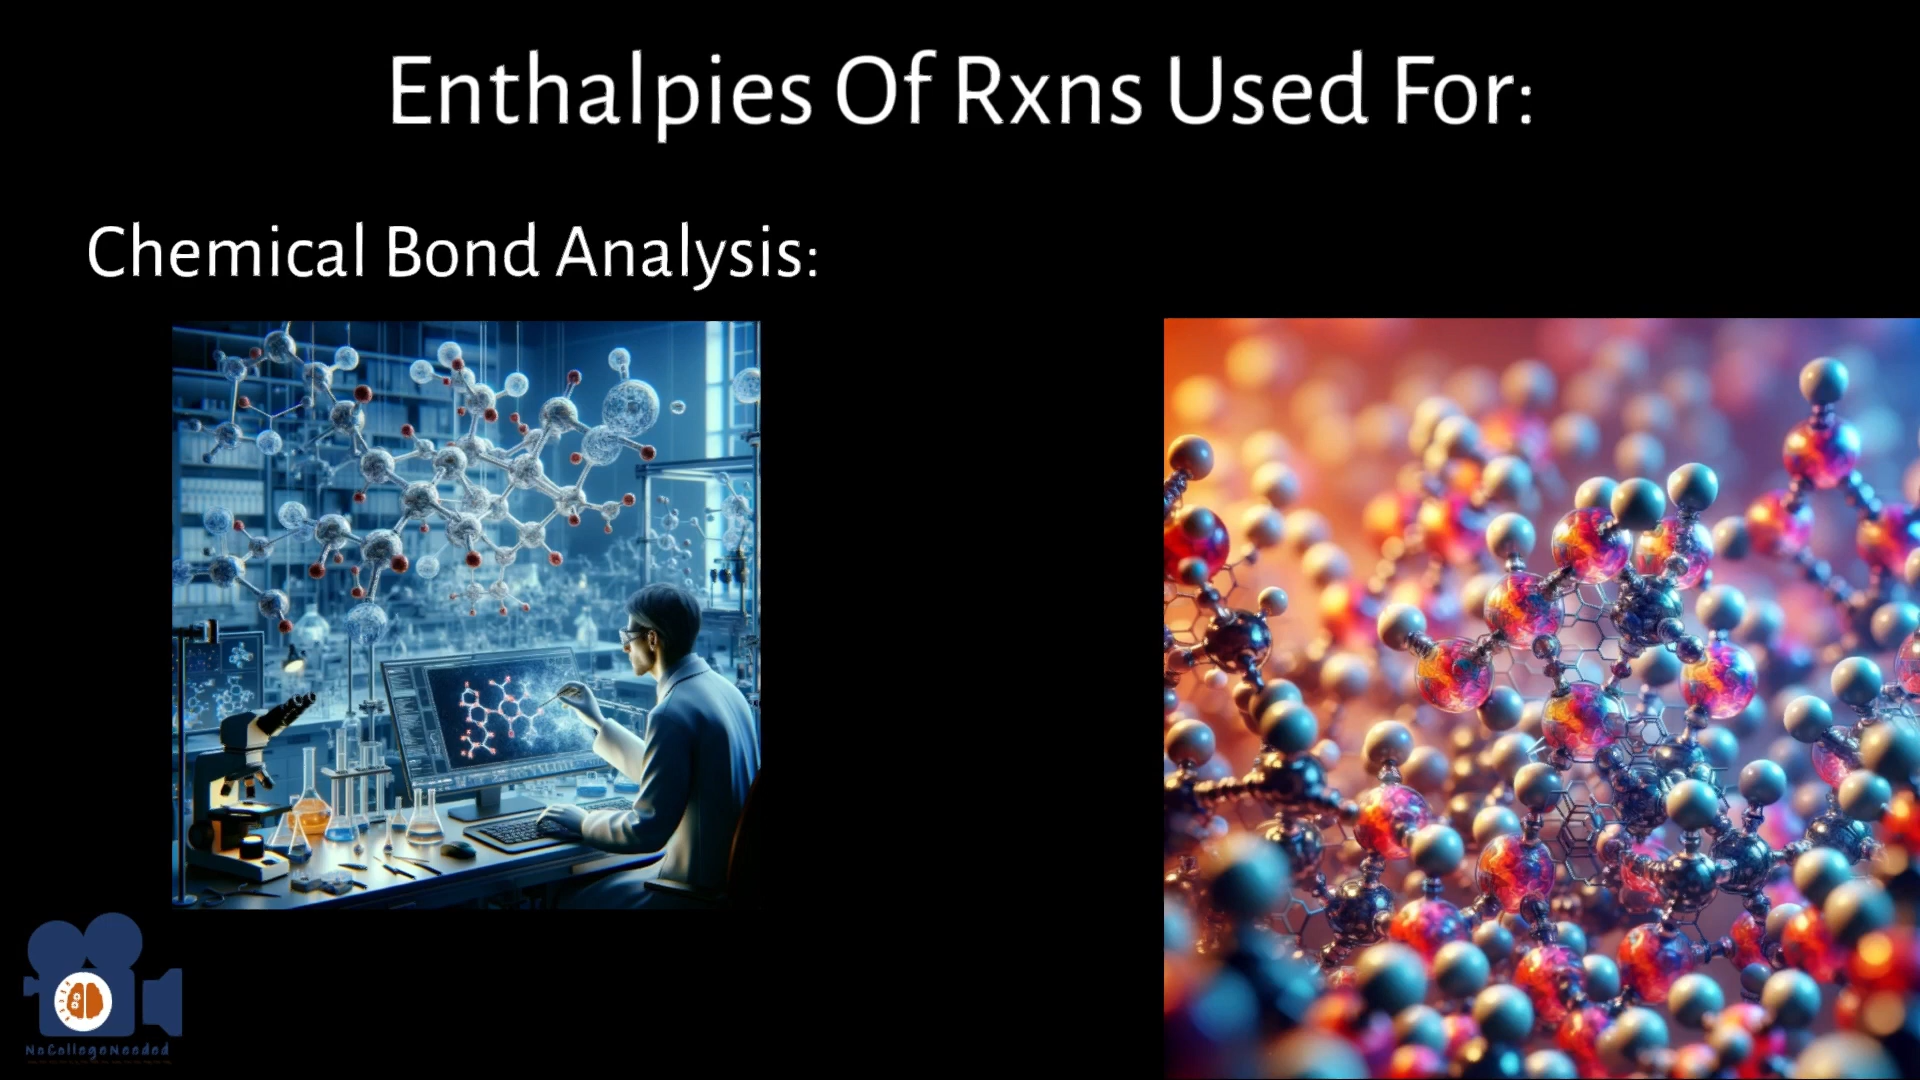 Enthalpies Of Rxns Used For:
Chemical Bond Analysis:
NoCollegeNeeded